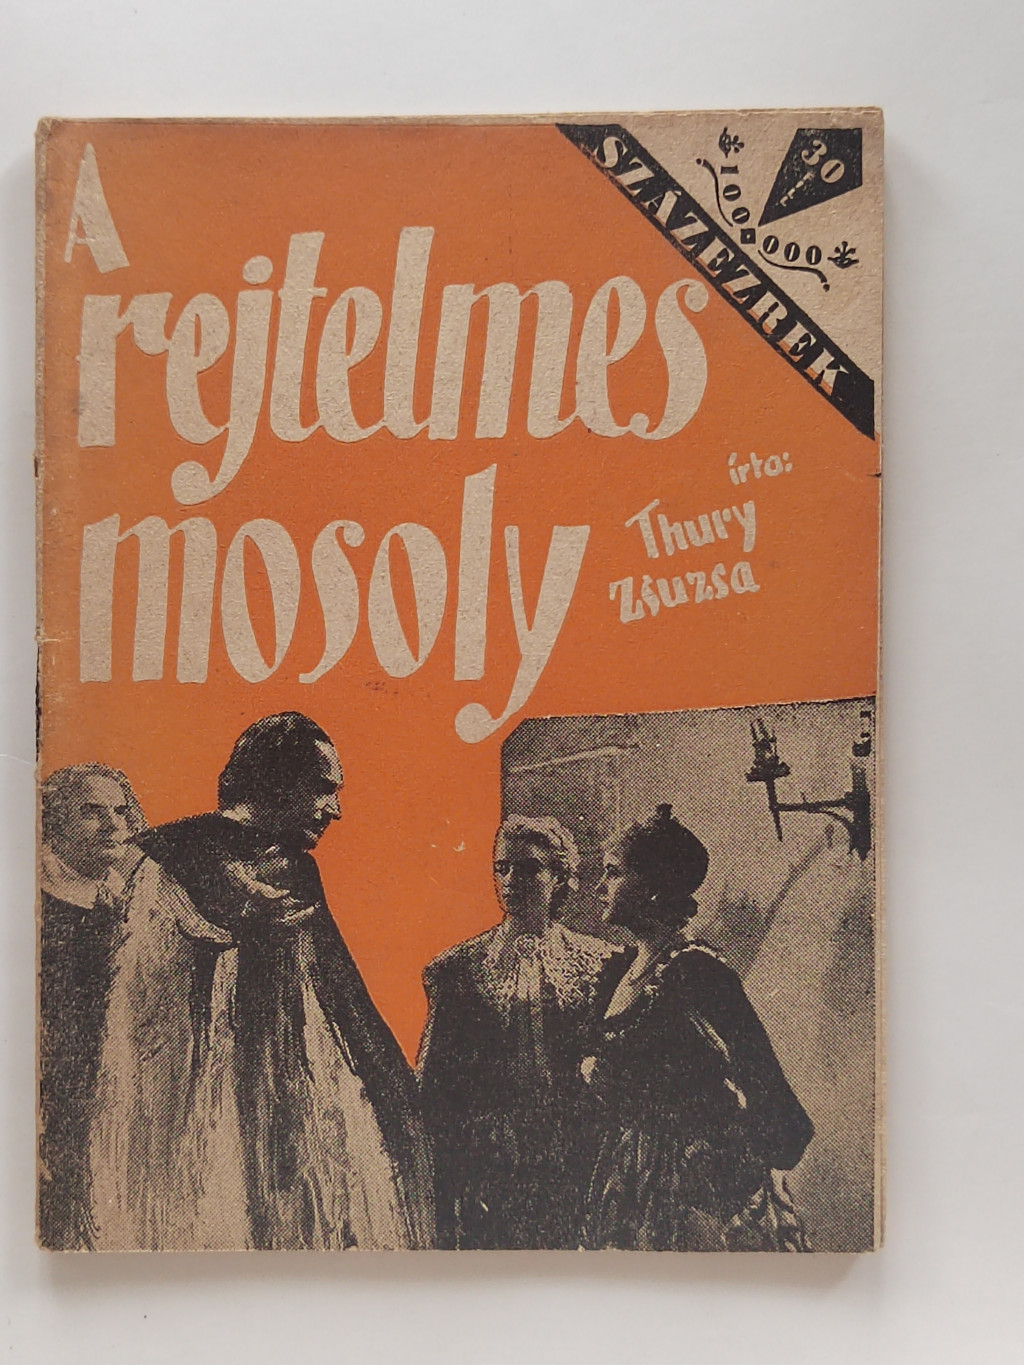 A
rejtelmes
mosoly
írta:
Thury
Zsuzsa
SZÁZEZREK
100.000
30